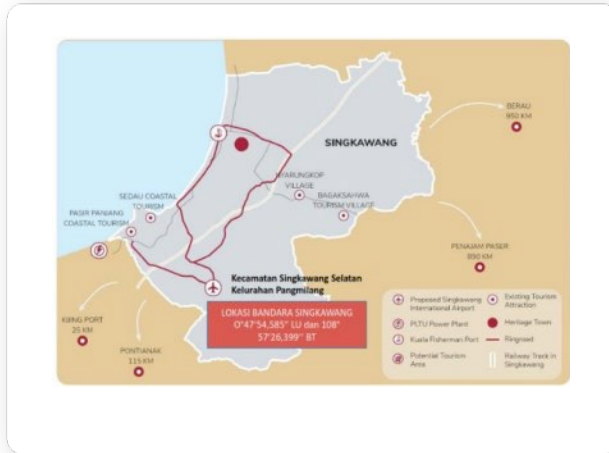 BERAU
950 KM
SINGKAWANG
NYARUNGKOP
VILLAGE
BAGAKSAHWA
TOURISM VILLAGE
SEDAU COASTAL
TOURISM
PASIR PANJANG
COASTAL TOURISM
PENAJAM PASER
890 KM
Kecamatan Singkawang Selatan
Kelurahan Pangmilang
LOKASI BANDARA SINGKAWANG
O°47'54,585'' LU dan 108°
57'26,399'' BT
KIJING PORT
25 KM
PONTIANAK
115 KM
Proposed Singkawang
International Airport
PLTU Power Plant
Kuala Fisherman Port
Potential Tourism
Area
Existing Tourism
Attraction
Heritage Town
Ringroad
Railway Track in
Singkawang